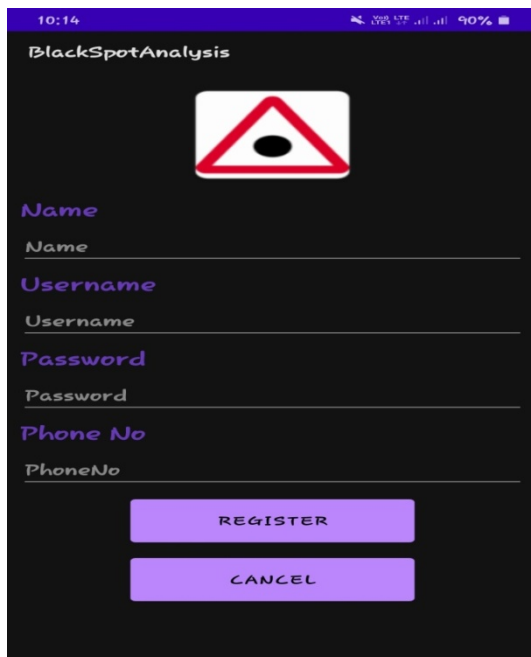 10:14 90%
BlackSpotAnalysis
Name
Name
Username
Username
Password
Password
Phone No
PhoneNo
REGISTER
CANCEL